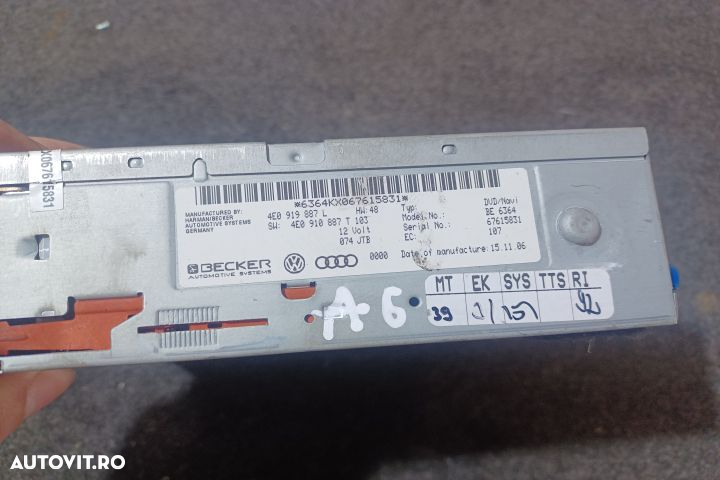 X067615831
*6364KX067615831*
MANUFACTURED BY:
HARMAN/BECKER
AUTOMOTIVE SYSTEMS
GERMANY
4E0 919 887 L HW: 48
SW: 4E0 910 887 T 103
12 Volt
074 JTB
Typ: DVD/Navi
Model.No.: BE 6364
Serial.No.: 67615831
EC: 107
0000 Date of manufacture: 15.11.06
BECKER
AUTOMOTIVE SYSTEMS
MT EK SYS TTS RI
39
A6
AUTOVIT.RO